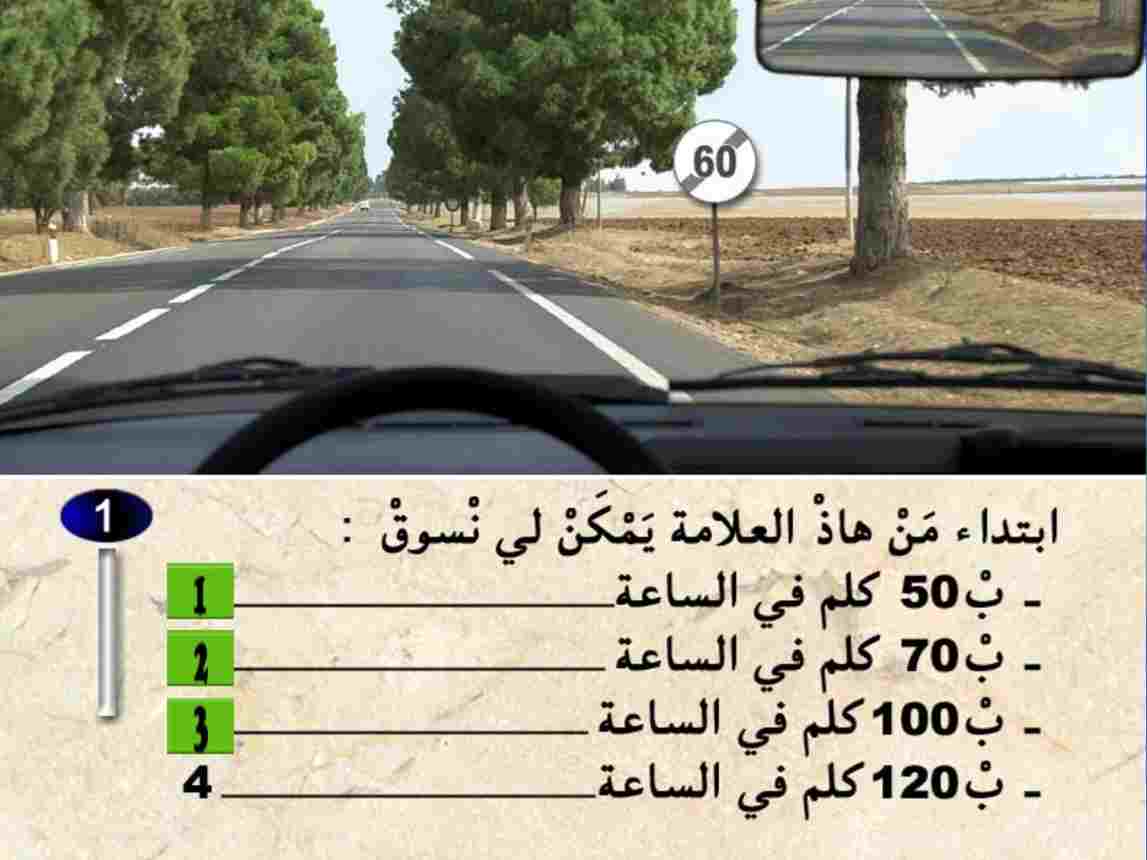 60
1
ابتداء مَنْ هاذْ العلامة يَمْكَنْ لي نْسوقْ :
ـ بْ 50 كلم في الساعة 1
ـ بْ 70 كلم في الساعة 2
ـ بْ 100 كلم في الساعة 3
ـ بْ 120 كلم في الساعة 4